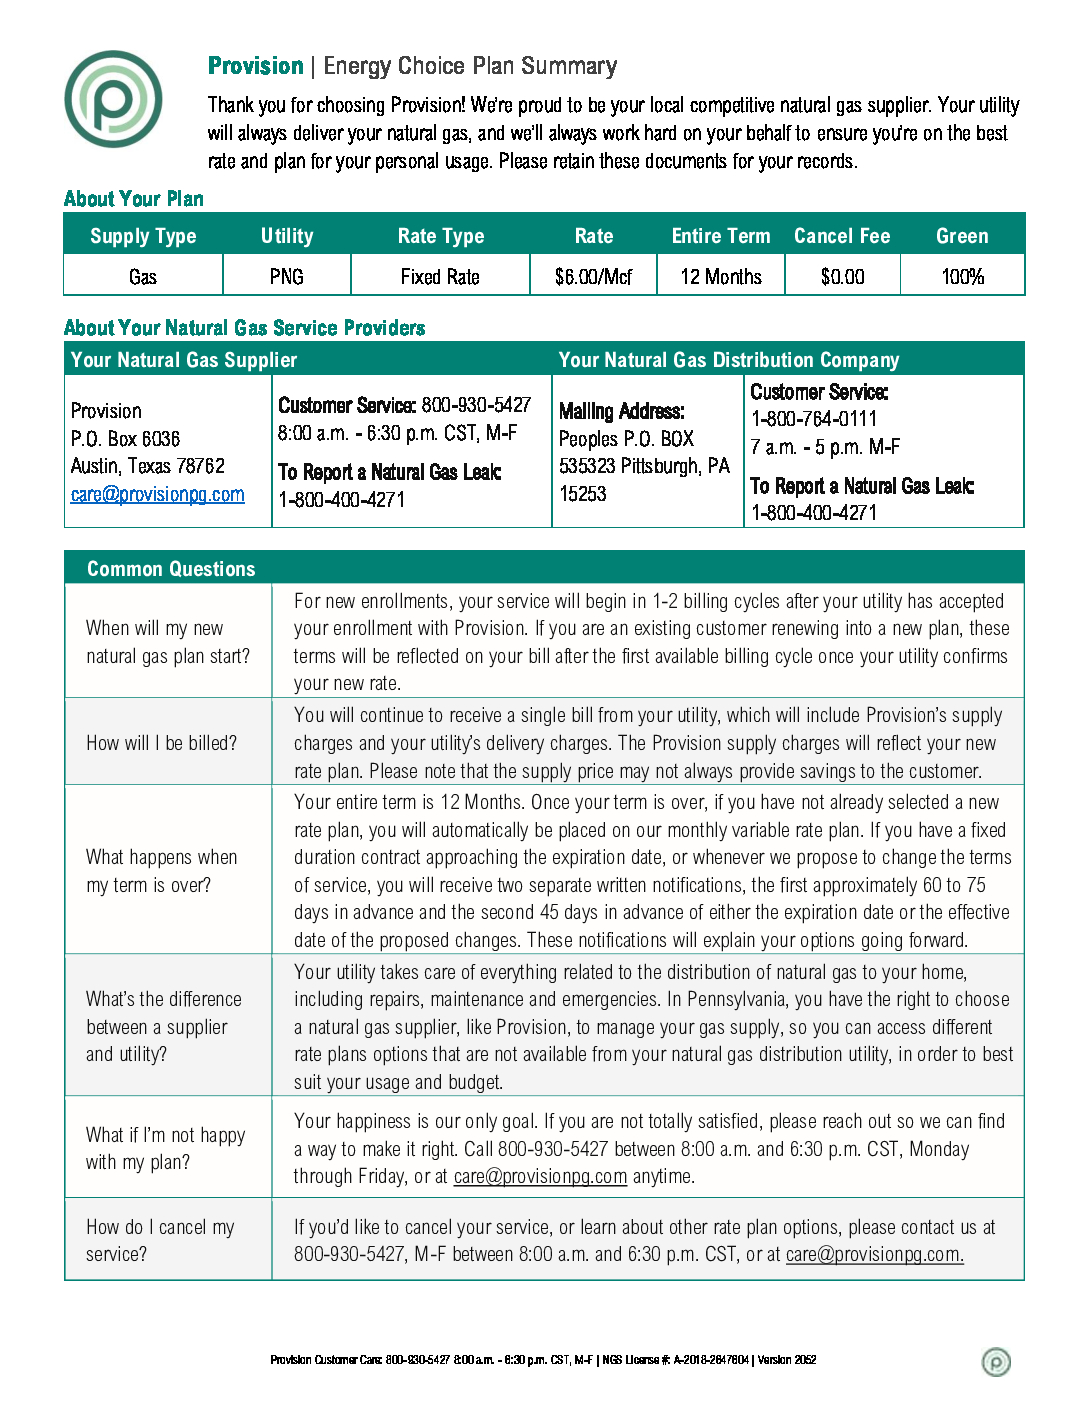 Provision | Energy Choice Plan Summary
Thank you for choosing Provision! We're proud to be your local competitive natural gas supplier. Your utility
will always deliver your natural gas, and we'll always work hard on your behalf to ensure you're on the best
rate and plan for your personal usage. Please retain these documents for your records.
About Your Plan
Supply Type Utility Rate Type Rate Entire Term Cancel Fee Green
Gas PNG Fixed Rate $6.00/Mcf 12 Months $0.00 100%
About Your Natural Gas Service Providers
Your Natural Gas Supplier
Provision
P.O. Box 6036
Austin, Texas 78762
care@provisionpg.com
Customer Service: 800-930-5427
8:00 a.m. - 6:30 p.m. CST, M-F
To Report a Natural Gas Leak:
1-800-400-4271
Your Natural Gas Distribution Company
Mailing Address:
Peoples P.O. BOX
535323 Pittsburgh, PA
15253
Customer Service:
1-800-764-0111
7 a.m. - 5 p.m. M-F
To Report a Natural Gas Leak:
1-800-400-4271
Common Questions
When will my new
natural gas plan start?
For new enrollments, your service will begin in 1-2 billing cycles after your utility has accepted
your enrollment with Provision. If you are an existing customer renewing into a new plan, these
terms will be reflected on your bill after the first available billing cycle once your utility confirms
your new rate.
How will I be billed?
You will continue to receive a single bill from your utility, which will include Provision's supply
charges and your utility's delivery charges. The Provision supply charges will reflect your new
rate plan. Please note that the supply price may not always provide savings to the customer.
What happens when
my term is over?
Your entire term is 12 Months. Once your term is over, if you have not already selected a new
rate plan, you will automatically be placed on our monthly variable rate plan. If you have a fixed
duration contract approaching the expiration date, or whenever we propose to change the terms
of service, you will receive two separate written notifications, the first approximately 60 to 75
days in advance and the second 45 days in advance of either the expiration date or the effective
date of the proposed changes. These notifications will explain your options going forward.
What's the difference
between a supplier
and utility?
Your utility takes care of everything related to the distribution of natural gas to your home,
including repairs, maintenance and emergencies. In Pennsylvania, you have the right to choose
a natural gas supplier, like Provision, to manage your gas supply, so you can access different
rate plans options that are not available from your natural gas distribution utility, in order to best
suit your usage and budget.
What if I'm not happy
with my plan?
Your happiness is our only goal. If you are not totally satisfied, please reach out so we can find
a way to make it right. Call 800-930-5427 between 8:00 a.m. and 6:30 p.m. CST, Monday
through Friday, or at care@provisionpg.com anytime.
How do I cancel my
service?
If you'd like to cancel your service, or learn about other rate plan options, please contact us at
800-930-5427, M-F between 8:00 a.m. and 6:30 p.m. CST, or at care@provisionpg.com.
Provision Customer Care: 800-930-5427 8:00 a.m. - 6:30 p.m. CST, M-F | NGS License #: A-2018-2647604 | Version 2052